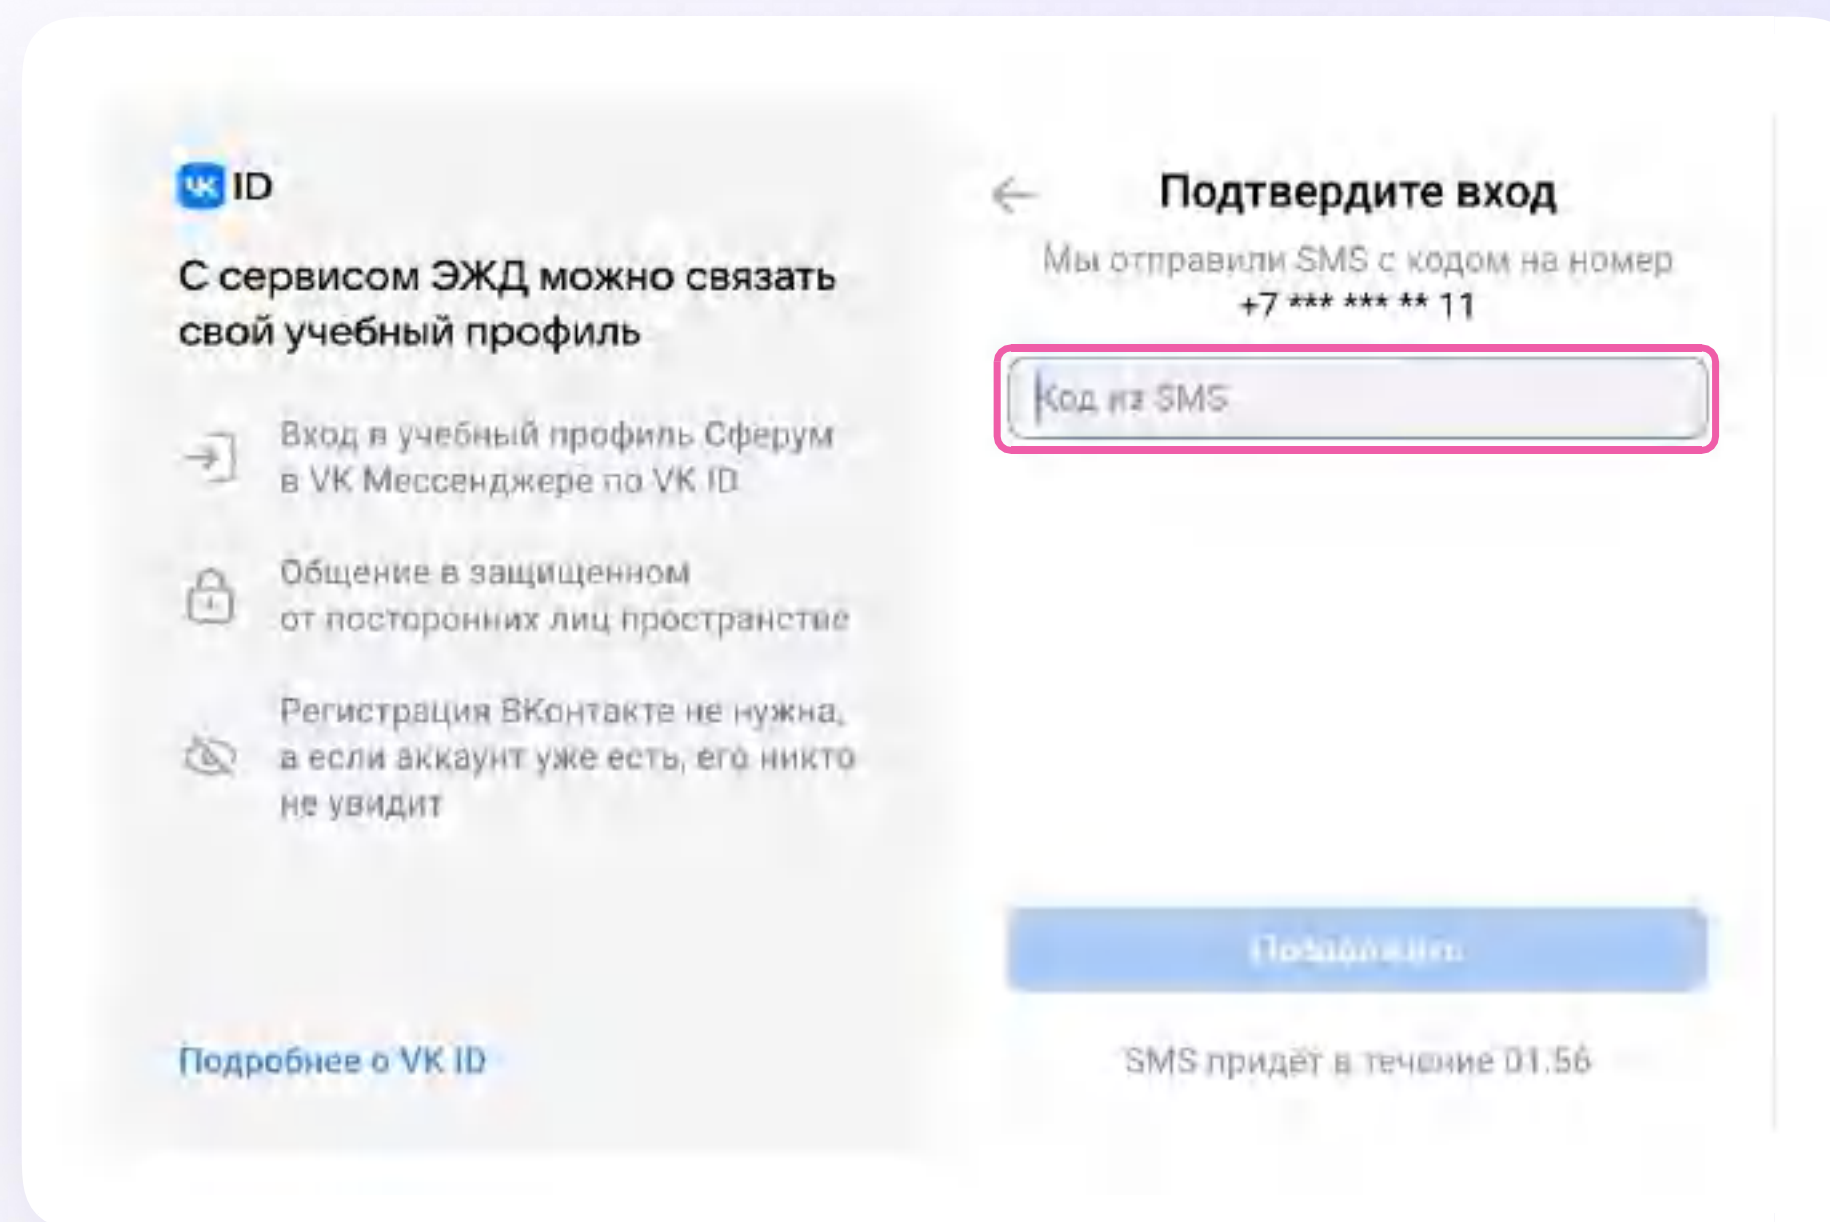 VK ID
С сервисом ЭЖД можно связать
свой учебный профиль
Вход в учебный профиль Сферум
в VK Мессенджере по VK ID
Общение в защищенном
от посторонних лиц пространстве
Регистрация ВКонтакте не нужна,
а если аккаунт уже есть, его никто
не увидит
Подробнее о VK ID
Подтвердите вход
Мы отправили SMS с кодом на номер
+7 *** *** ** 11
Код из SMS
Продолжить
SMS придёт в течение 01:56